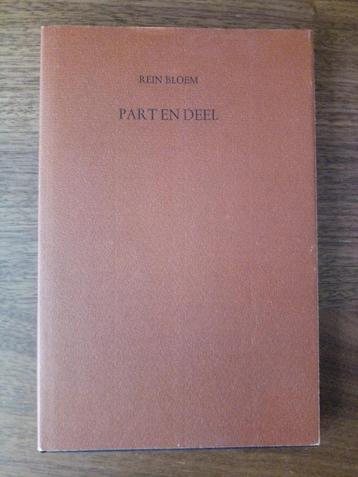 REIN BLOEM
PART EN DEEL